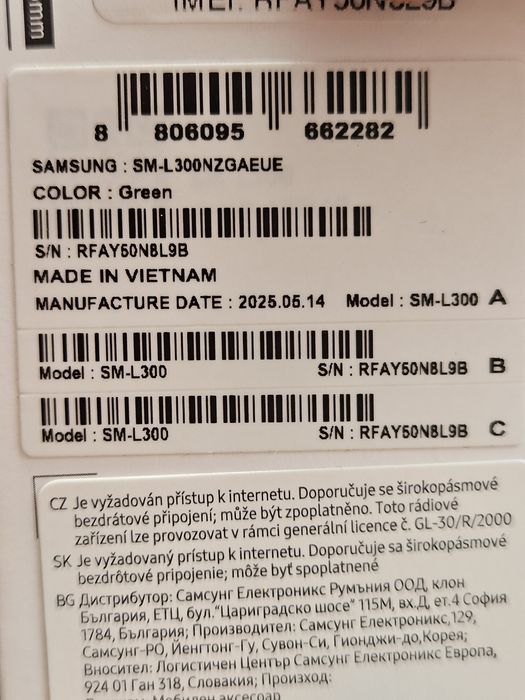 mm
IMEI: RFAY50N8L9B
8 806095 662282
SAMSUNG : SM-L300NZGAEUE
COLOR : Green
S/N : RFAY50N8L9B
MADE IN VIETNAM
MANUFACTURE DATE : 2025.05.14 Model : SM-L300 A
Model : SM-L300 S/N : RFAY50N8L9B B
Model : SM-L300 S/N : RFAY50N8L9B C
CZ Je vyžadován přístup k internetu. Doporučuje se širokopásmové
bezdrátové připojení; může být zpoplatněno. Toto rádiové
zařízení lze provozovat v rámci generální licence č. GL-30/R/2000
SK Je vyžadovaný prístup k internetu. Doporučuje sa širokopásmové
bezdrôtové pripojenie; môže byť spoplatnené
BG Дистрибутор: Самсунг Електроникс Румъния ООД, клон
България, ЕТЦ, бул."Цариградско шосе" 115М, вх.Д, ет.4 София
1784, България; Производител: Самсунг Електроникс,129,
Самсунг-РО, Йенгтонг-Гу, Сувон-Си, Гионджи-до,Корея;
Вносител: Логистичен Център Самсунг Електроникс Европа,
924 01 Ган 318, Словакия; Произход: